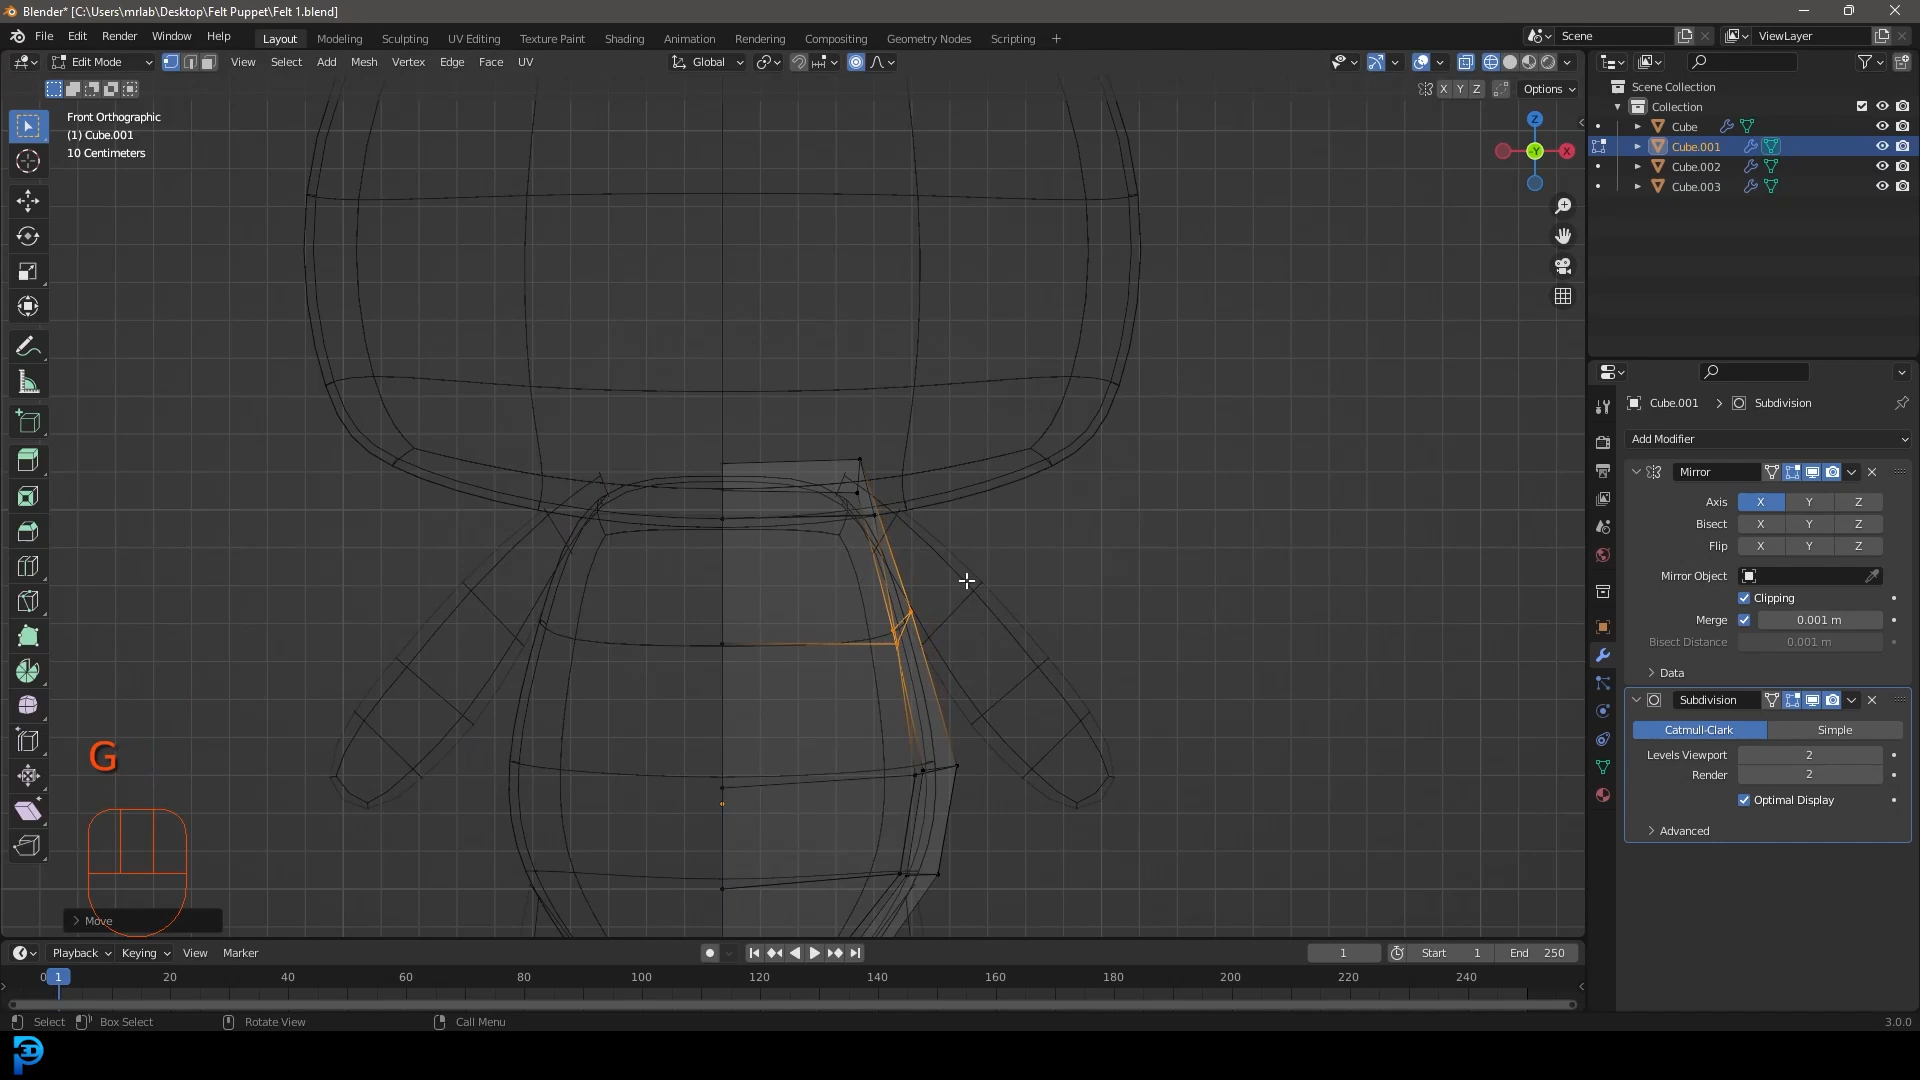 Blender* [C:\Users\mrlab\Desktop\Felt Puppet\Felt 1.blend]
File Edit Render Window Help Layout Modeling Sculpting UV Editing Texture Paint Shading Animation Rendering Compositing Geometry Nodes Scripting + Scene ViewLayer
Edit Mode View Select Add Mesh Vertex Edge Face UV Global
X Y Z Options
Front Orthographic
(1) Cube.001
10 Centimeters
Z
-Y
X
G
Move
Scene Collection
Collection
Cube
Cube.001
Cube.002
Cube.003
Cube.001 > Subdivision
Add Modifier
Mirror
Axis X Y Z
Bisect X Y Z
Flip X Y Z
Mirror Object
Clipping
Merge 0.001 m
Bisect Distance 0.001 m
Data
Subdivision
Catmull-Clark Simple
Levels Viewport 2
Render 2
Optimal Display
Advanced
Playback Keying View Marker 1 Start 1 End 250
0 1 20 40 60 80 100 120 140 160 180 200 220 240
Select Box Select Rotate View Call Menu 3.0.0
3D